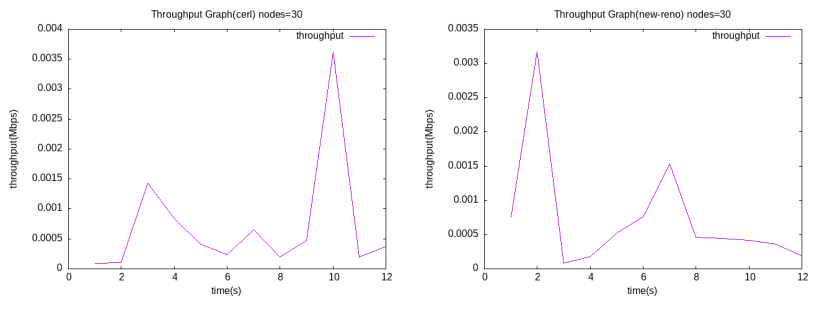 Throughput Graph(cerl) nodes=30
throughput
throughput(Mbps)
0.004
0.0035
0.003
0.0025
0.002
0.0015
0.001
0.0005
0
0 2 4 6 8 10 12
time(s)
Throughput Graph(new-reno) nodes=30
throughput
throughput(Mbps)
0.0035
0.003
0.0025
0.002
0.0015
0.001
0.0005
0
0 2 4 6 8 10 12
time(s)